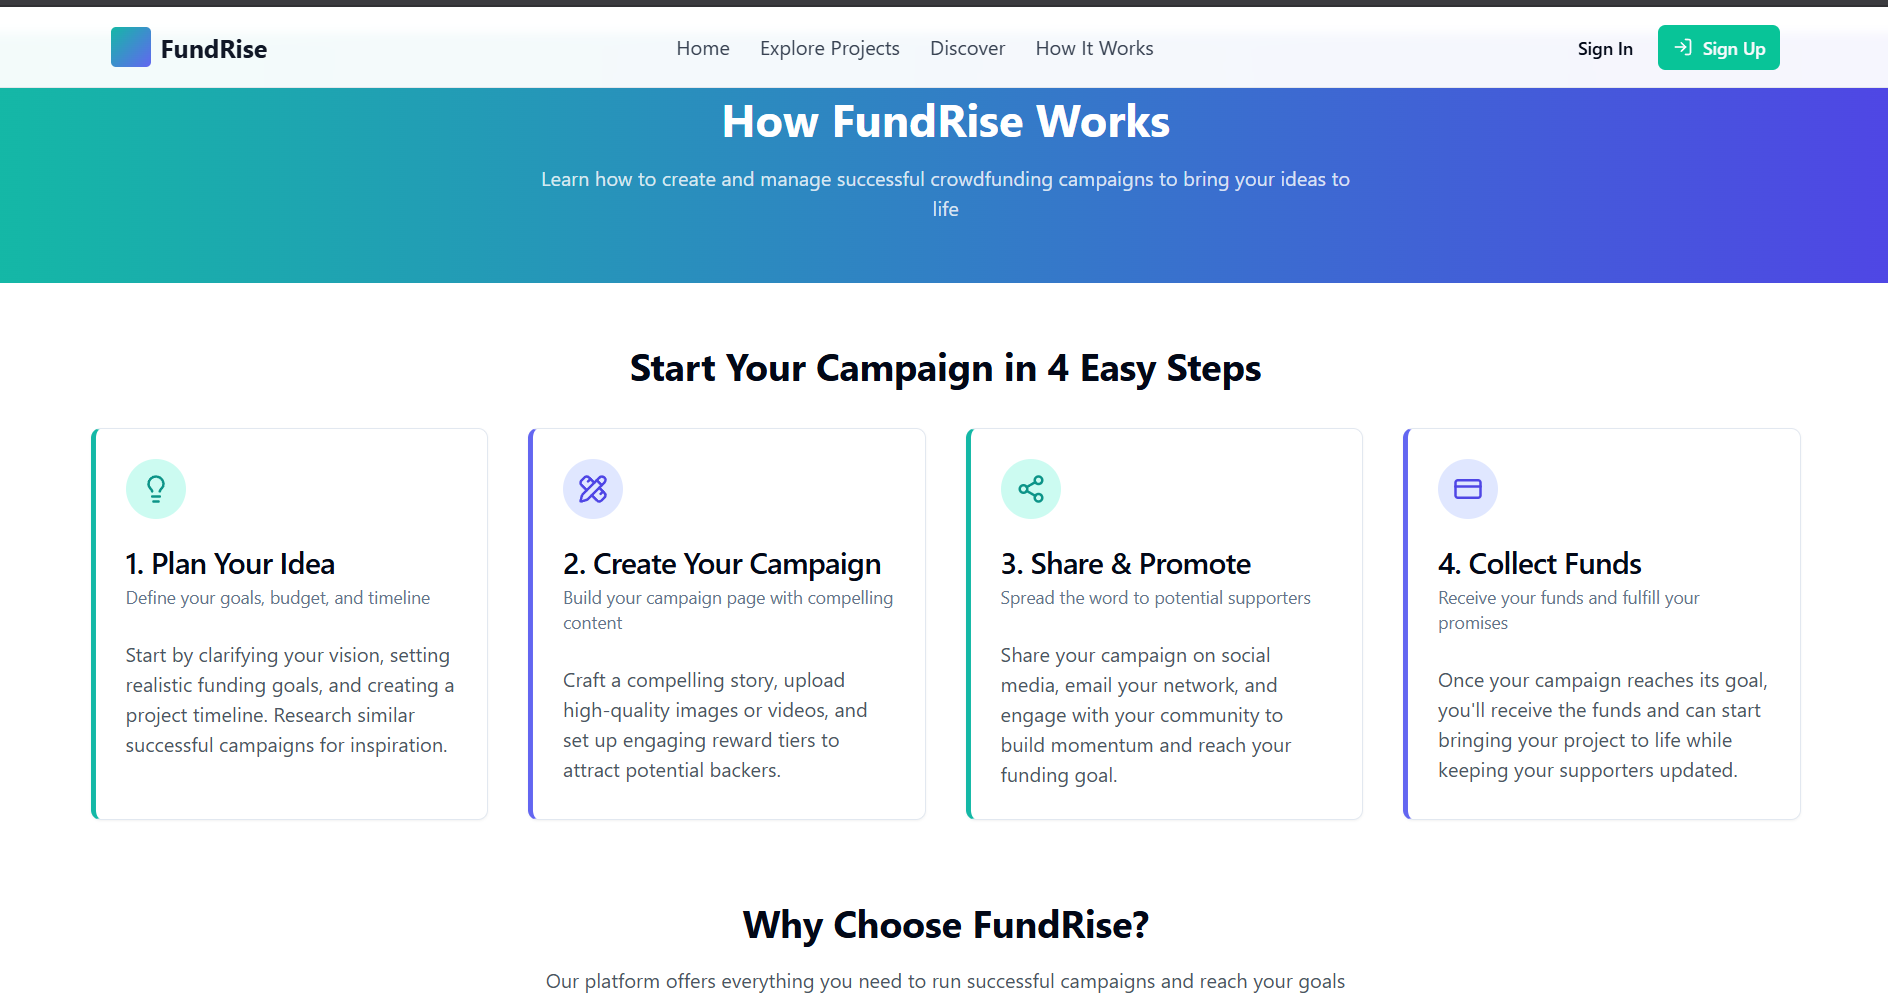 FundRise
Home
Explore Projects
Discover
How It Works
Sign In
Sign Up
How FundRise Works
Learn how to create and manage successful crowdfunding campaigns to bring your ideas to
life
Start Your Campaign in 4 Easy Steps
1. Plan Your Idea
Define your goals, budget, and timeline
Start by clarifying your vision, setting
realistic funding goals, and creating a
project timeline. Research similar
successful campaigns for inspiration.
2. Create Your Campaign
Build your campaign page with compelling
content
Craft a compelling story, upload
high-quality images or videos, and
set up engaging reward tiers to
attract potential backers.
3. Share & Promote
Spread the word to potential supporters
Share your campaign on social
media, email your network, and
engage with your community to
build momentum and reach your
funding goal.
4. Collect Funds
Receive your funds and fulfill your
promises
Once your campaign reaches its goal,
you'll receive the funds and can start
bringing your project to life while
keeping your supporters updated.
Why Choose FundRise?
Our platform offers everything you need to run successful campaigns and reach your goals